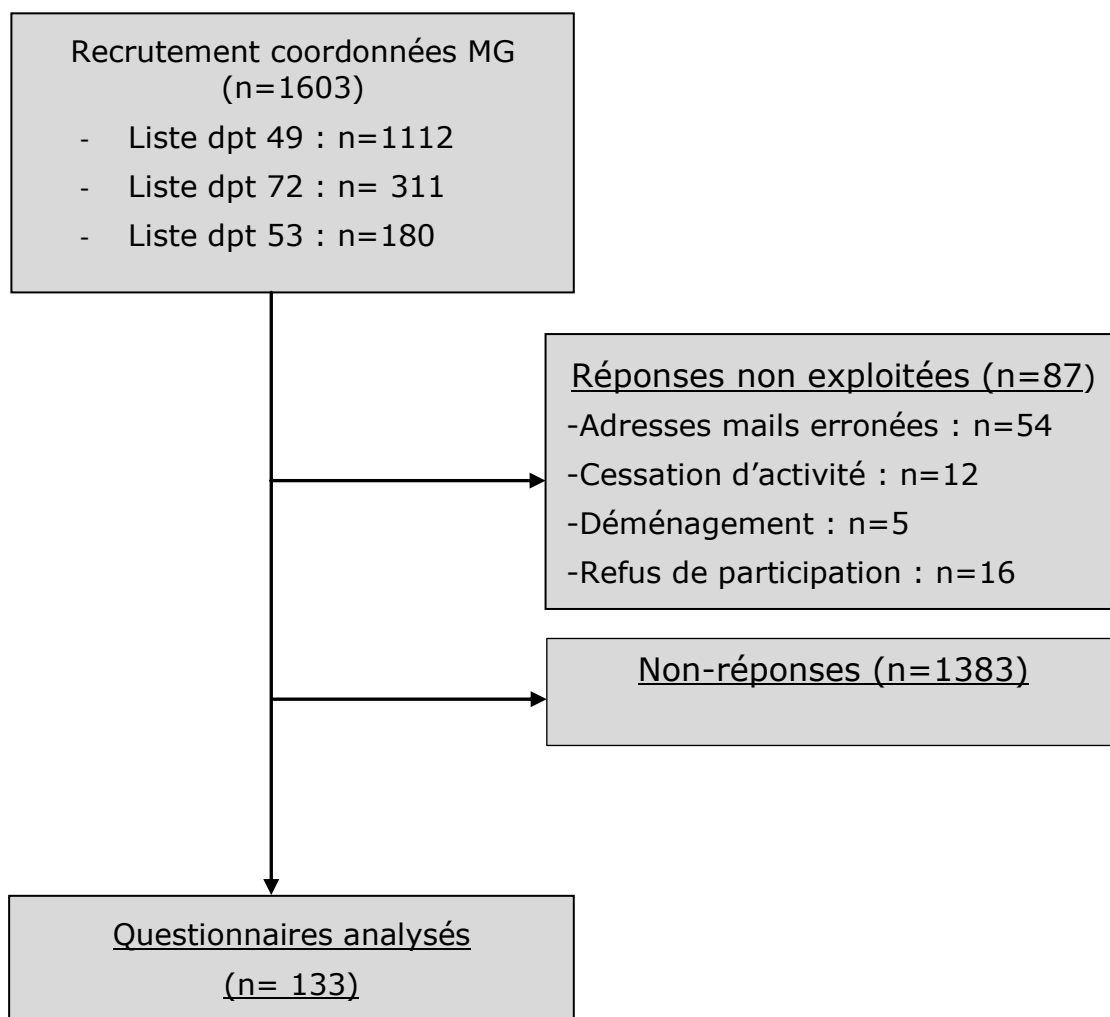 Recrutement coordonnées MG
(n=1603)
- Liste dpt 49 : n=1112
- Liste dpt 72 : n= 311
- Liste dpt 53 : n=180
Réponses non exploitées (n=87)
-Adresses mails erronées : n=54
-Cessation d’activité : n=12
-Déménagement : n=5
-Refus de participation : n=16
Non-réponses (n=1383)
Questionnaires analysés
(n= 133)